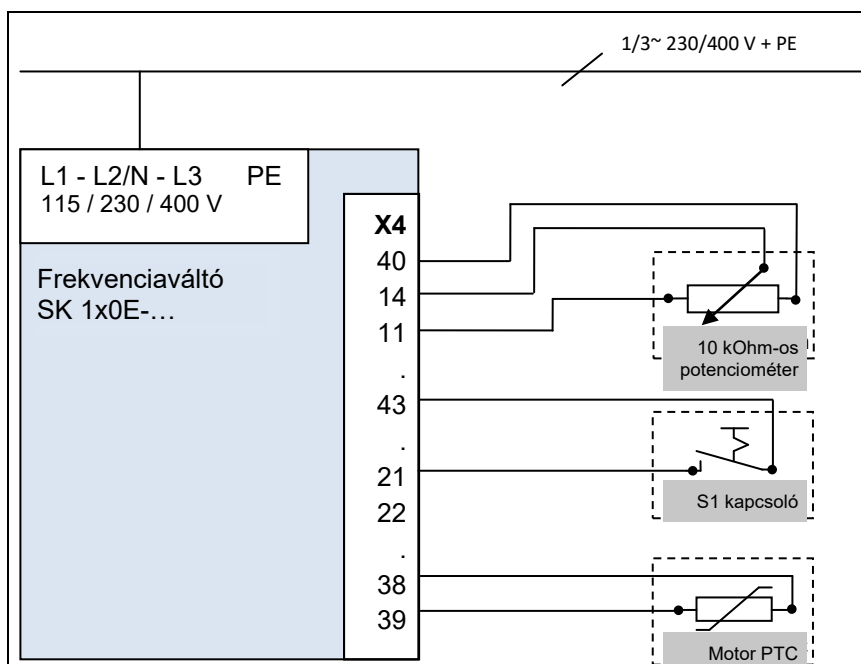 1/3~ 230/400 V + PE
L1 - L2/N - L3 PE
115 / 230 / 400 V
Frekvenciaváltó
SK 1x0E-…
X4
40
14
11
.
43
.
21
22
.
38
39
10 kOhm-os
potenciométer
S1 kapcsoló
Motor PTC